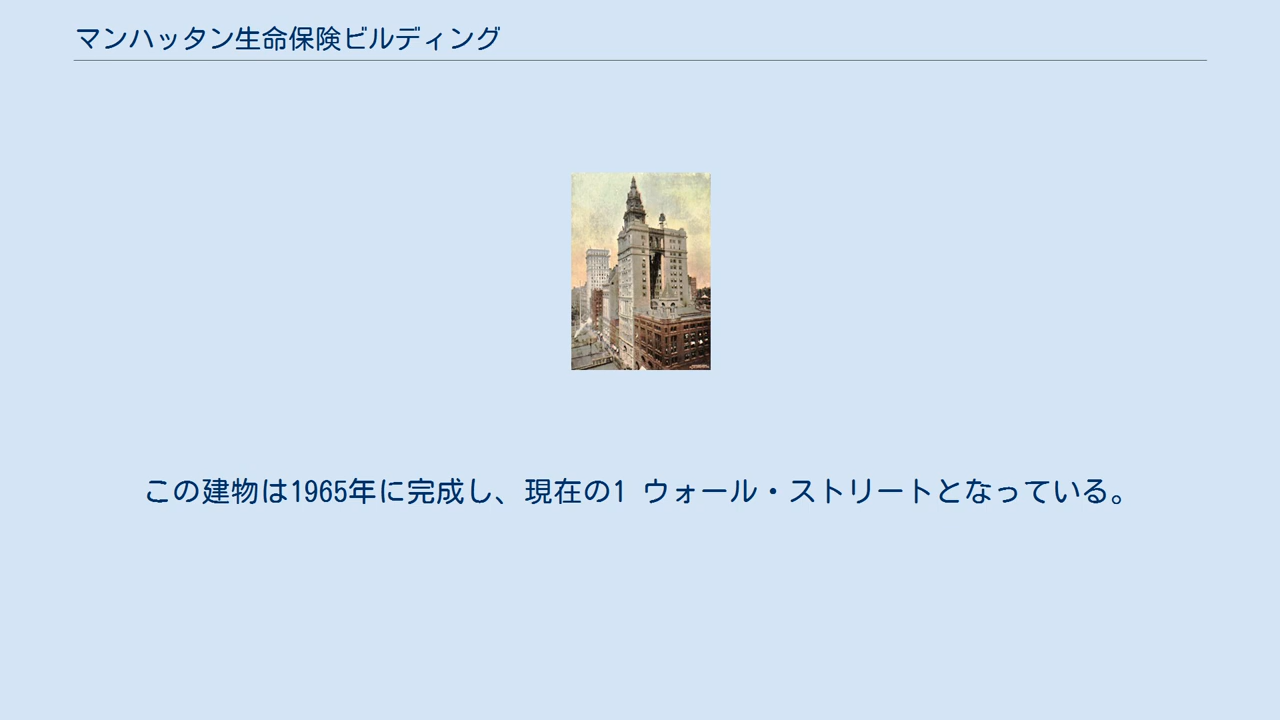 マンハッタン生命保険ビルディング
この建物は1965年に完成し、現在の1 ウォール・ストリートとなっている。